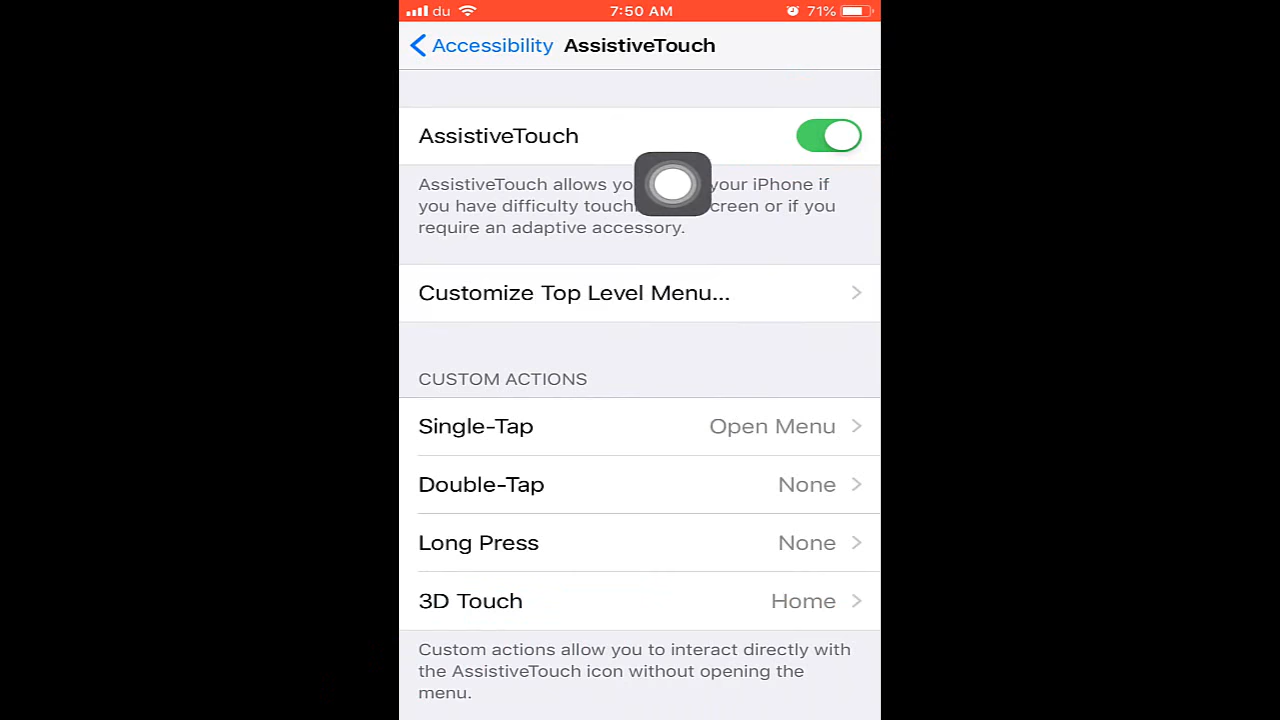 du 7:50 AM 71%
Accessibility AssistiveTouch
AssistiveTouch
AssistiveTouch allows your iPhone if
you have difficulty screen or if you
require an adaptive accessory.
Customize Top Level Menu...
CUSTOM ACTIONS
Single-Tap Open Menu
Double-Tap None
Long Press None
3D Touch Home
Custom actions allow you to interact directly with
the AssistiveTouch icon without opening the
menu.